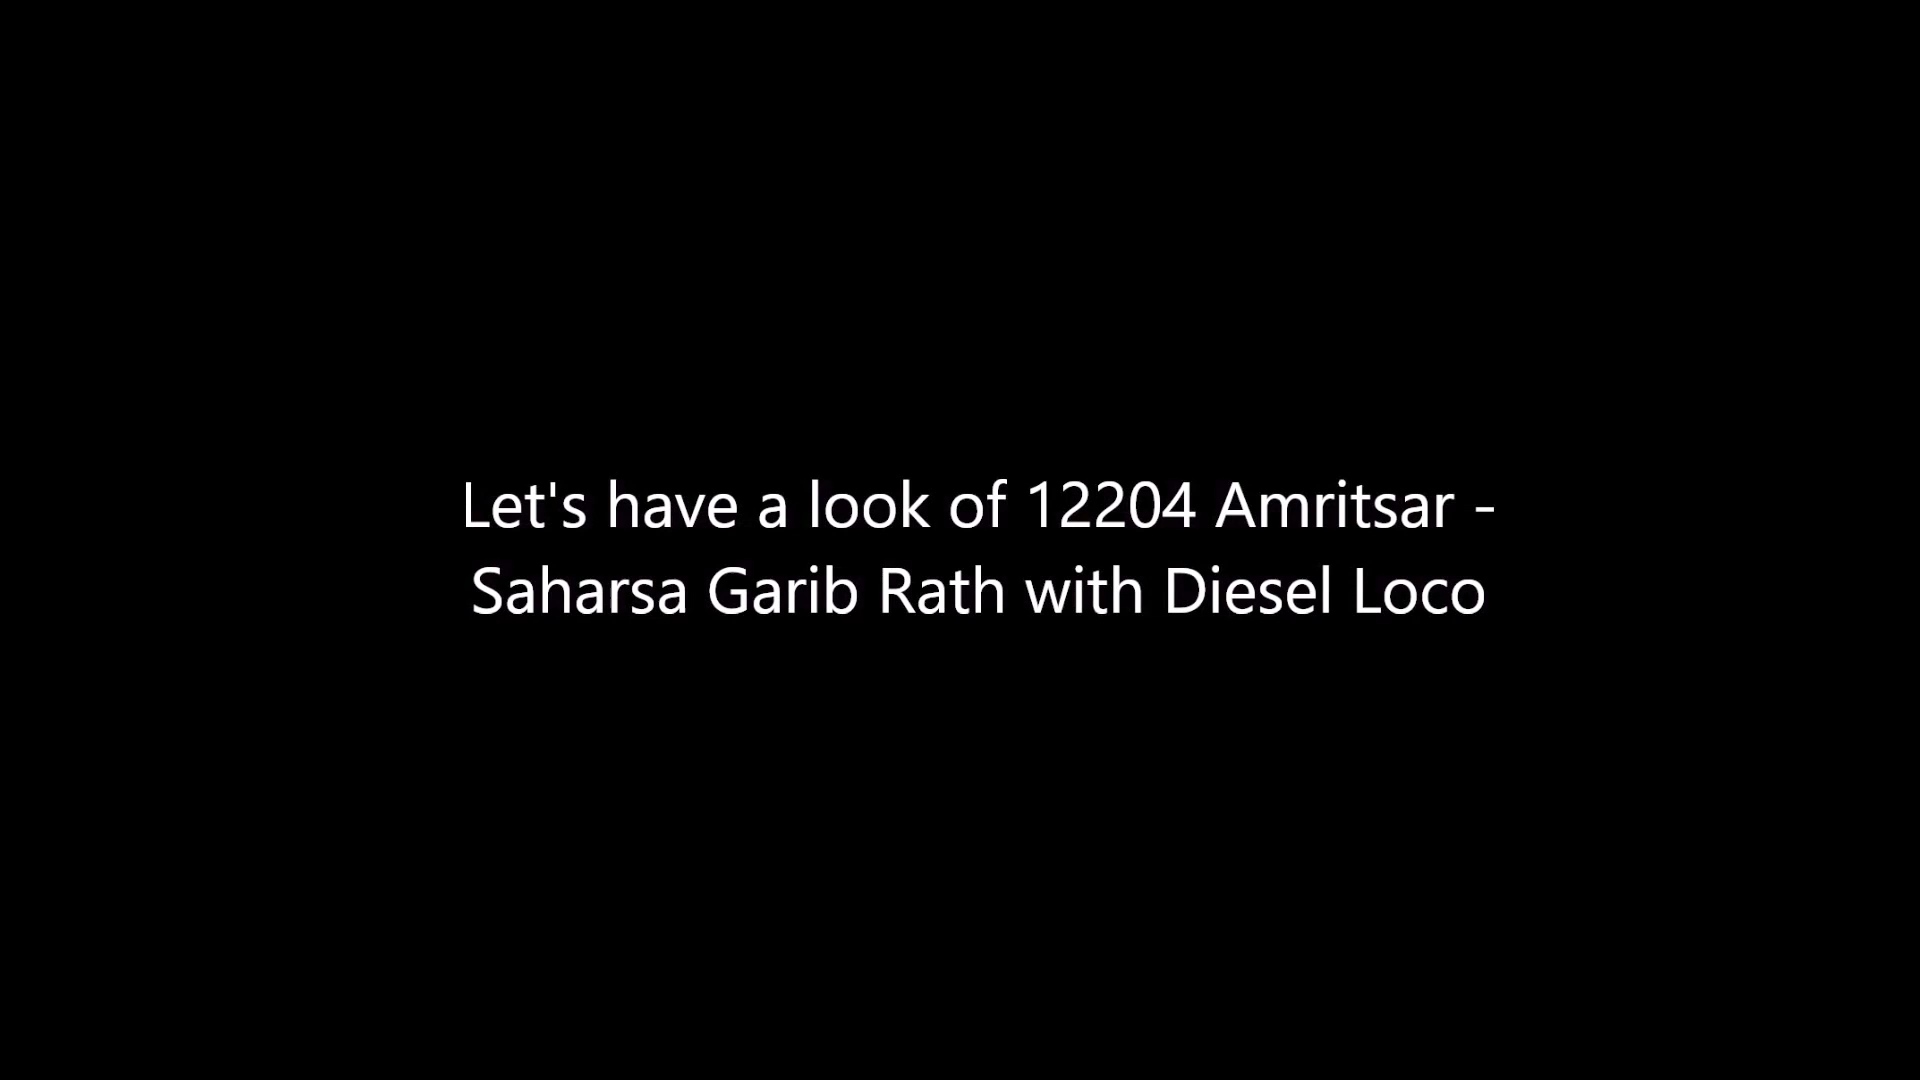 Let's have a look of 12204 Amritsar -
Saharsa Garib Rath with Diesel Loco